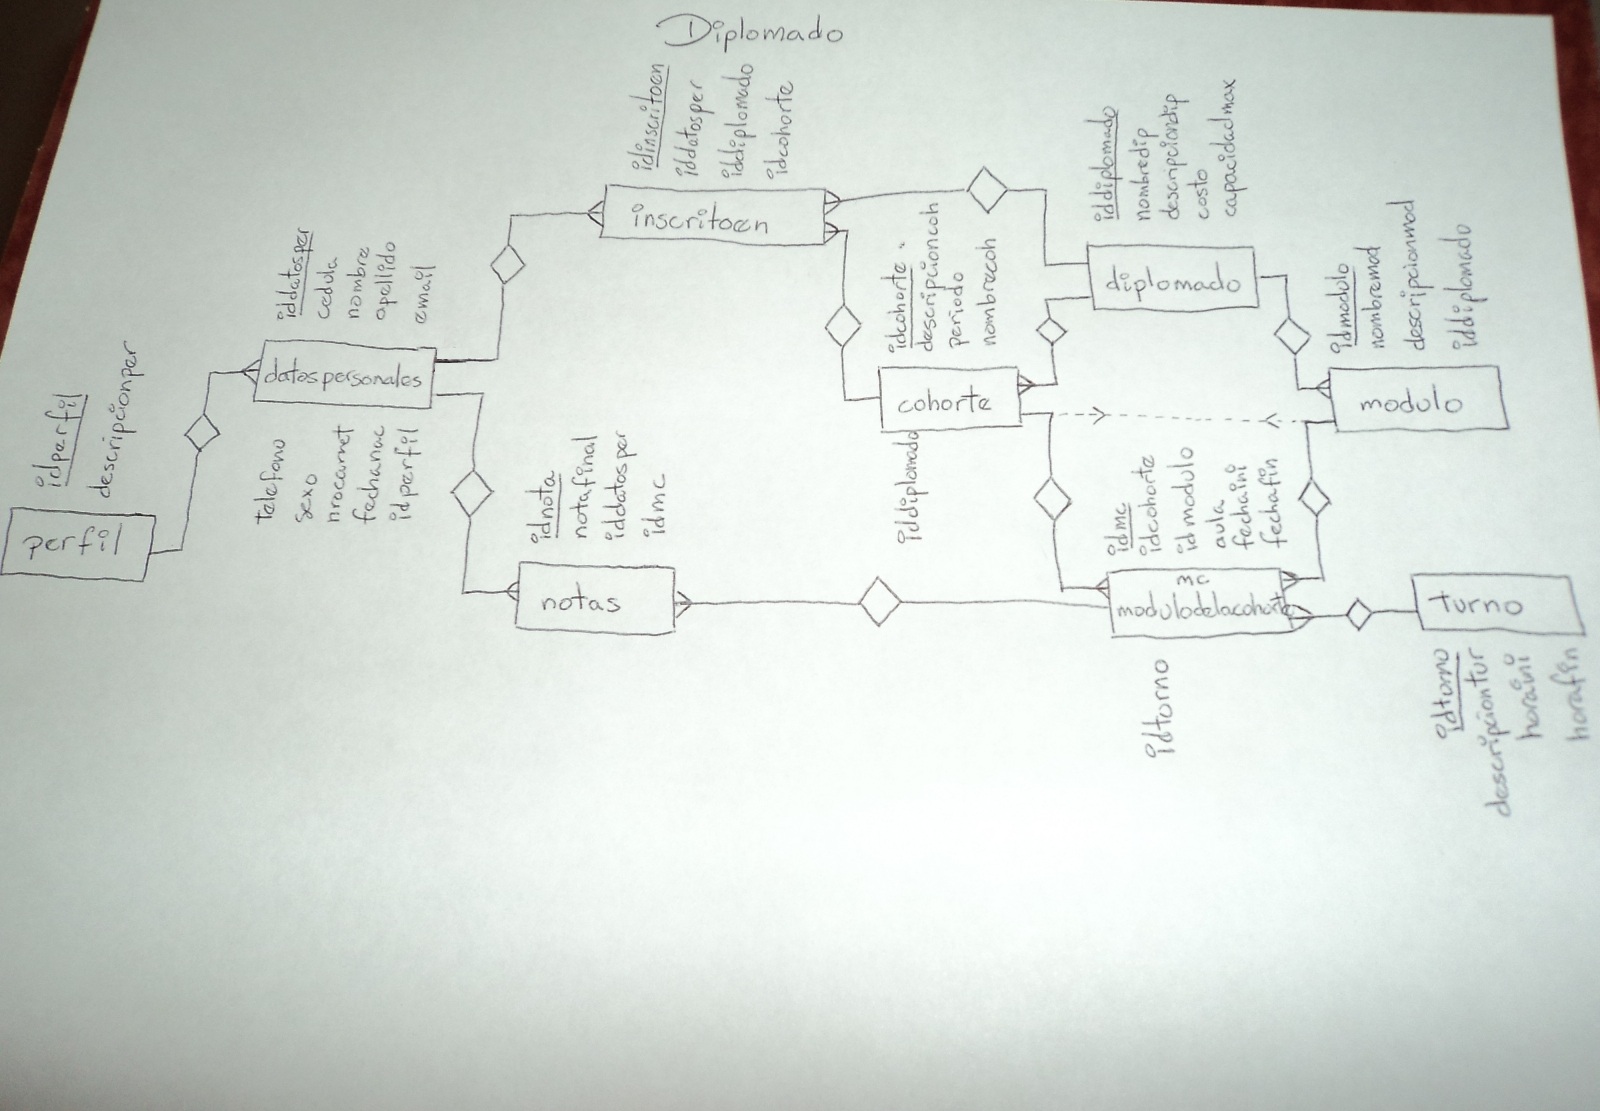 Diplomado
idinscritoen
iddatosper
iddiplomado
idcohorte
inscritoen
iddatosper
cedula
nombre
apellido
email
datospersonales
telefono
sexo
nrocarnet
fechanac
idperfil
idperfil
descripcionper
perfil
iddiplomado
nombredip
descripciondip
costo
capacidadmax
diplomado
idcohorte
descripcioncoh
periodo
nombrecoh
cohorte
iddiplomado
idmodulo
nombremod
descripcionmod
iddiplomado
modulo
idnota
notafinal
iddatosper
idmc
notas
idmc
idcohorte
idmodulo
aula
fechaini
fechafin
mc
modulodelacohorte
idturno
turno
idturno
descripciontur
horaini
horafin